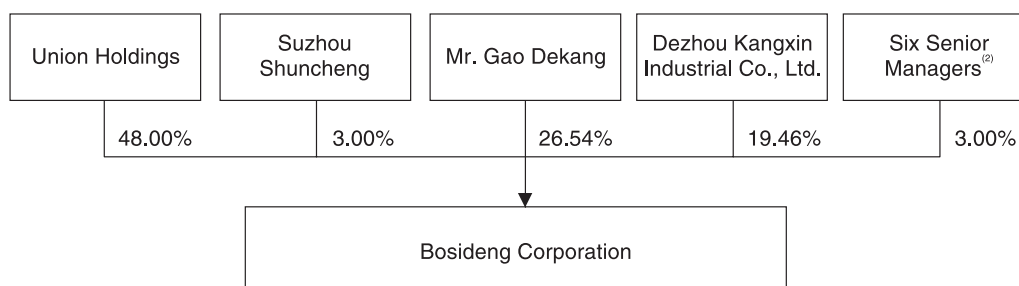 Union Holdings
Suzhou
Shuncheng
Mr. Gao Dekang
Dezhou Kangxin
Industrial Co., Ltd.
Six Senior
Managers(2)
48.00%
3.00%
26.54%
19.46%
3.00%
Bosideng Corporation